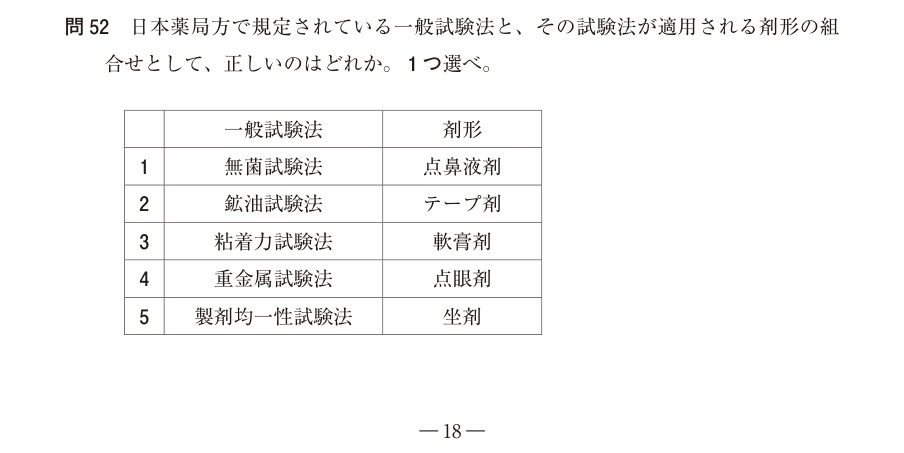 問 52　日本薬局方で規定されている一般試験法と、その試験法が適用される剤形の組
合せとして、正しいのはどれか。1つ選べ。
一般試験法　剤形
1　無菌試験法　点鼻液剤
2　鉱油試験法　テープ剤
3　粘着力試験法　軟膏剤
4　重金属試験法　点眼剤
5　製剤均一性試験法　坐剤
― 18 ―